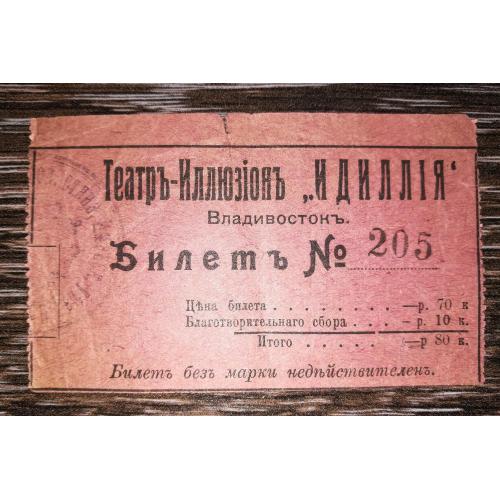 Театръ-Иллюзіонъ „ИДИЛЛІЯ“
Владивостокъ.
Билетъ № 205
Цѣна билета . . . . . . . —р. 70 к
Благотворительнаго сбора . . . . —р. 10 к.
Итого . . . . —р 80 к.
Билетъ безъ марки недѣйствителенъ.